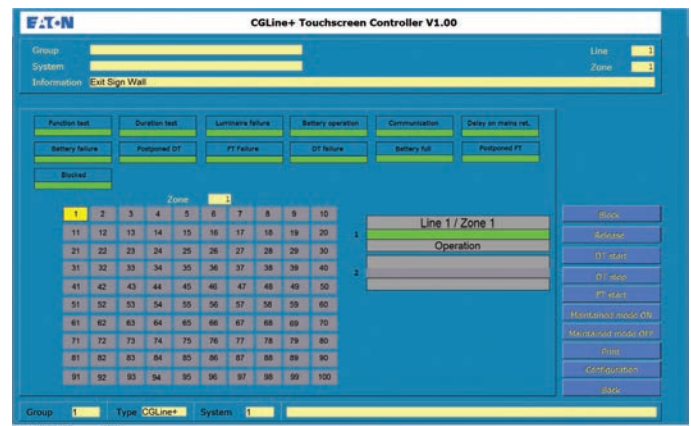 EATON CGLine+ Touchscreen Controller V1.00
Group Line 1
System Zone 1
Information Exit Sign Wall
Function test Duration test Luminaire failure Battery operation Communication Delay on mains ret.
Battery failure Postponed DT FT Failure DT failure Battery full Postponed FT
Blocked
Zone 1
1 2 3 4 5 6 7 8 9 10
11 12 13 14 15 16 17 18 19 20
21 22 23 24 25 26 27 28 29 30
31 32 33 34 35 36 37 38 39 40
41 42 43 44 45 46 47 48 49 50
51 52 53 54 55 56 57 58 59 60
61 62 63 64 65 66 67 68 69 70
71 72 73 74 75 76 77 78 79 80
81 82 83 84 85 86 87 88 89 90
91 92 93 94 95 96 97 98 99 100
Line 1 / Zone 1
1
Operation
2
Block
Release
DT start
DT stop
FT start
Maintained mode ON
Maintained mode OFF
Print
Configuration
Back
Group 1 Type CGLine+ System 1